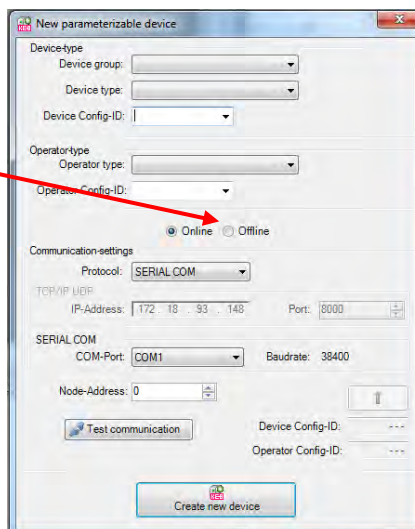 New parameterizable device
Device-type
Device group:
Device type:
Device Config-ID:
Operator-type
Operator type:
Operator Config-ID:
Online Offline
Communication-settings
Protocol: SERIAL COM
TCP/IP UDP
IP-Address: 172 . 18 . 93 . 148 Port: 8000
SERIAL COM
COM-Port: COM1 Baudrate: 38400
Node-Address: 0
Test communication Device Config-ID: ---
Operator Config-ID: ---
Create new device